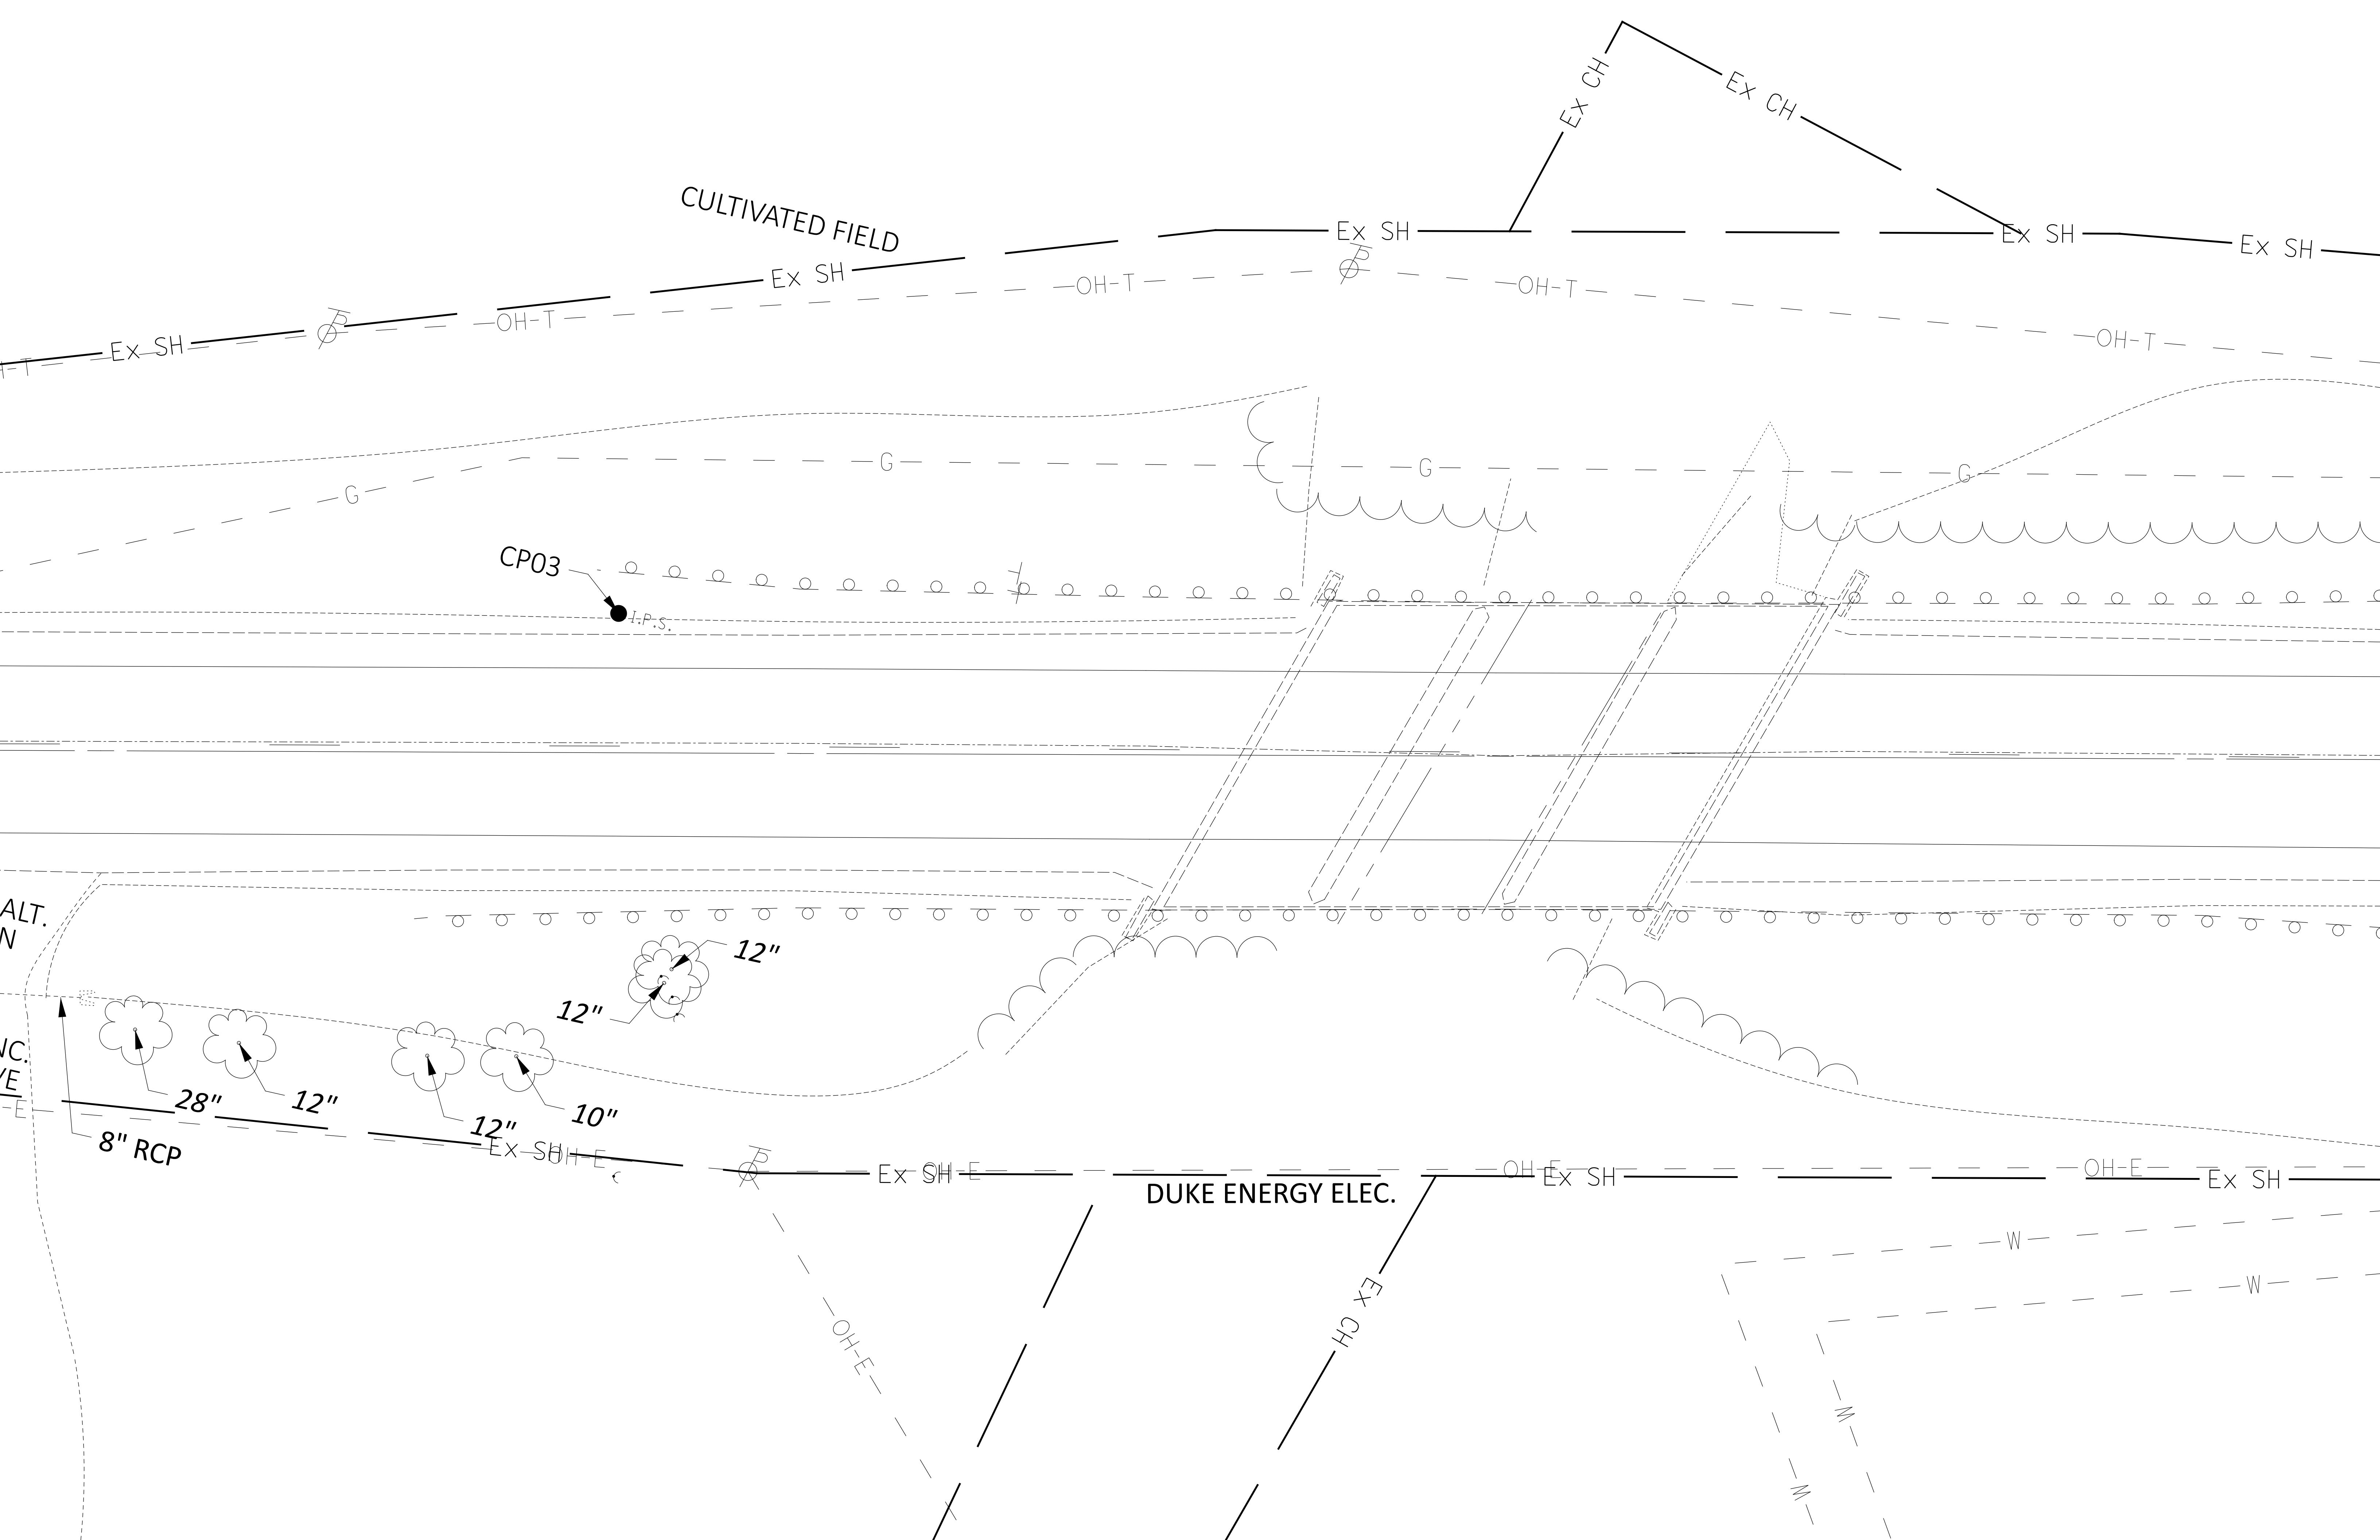 Ex CH
Ex CH
CULTIVATED FIELD
Ex SH
Ex SH
Ex SH
Ex SH
Ex SH
OH-T
OH-T
OH-T
OH-T
H-T
G
G
G
G
CP03
I.P.S.
ALT.
N
12"
12"
NC.
VE
28"
12"
12"
10"
8" RCP
-E
Ex SH
OH-E
Ex SH
OH-E
OH-E
Ex SH
OH-E
Ex SH
DUKE ENERGY ELEC.
Ex CH
OH-E
W
W
W
W